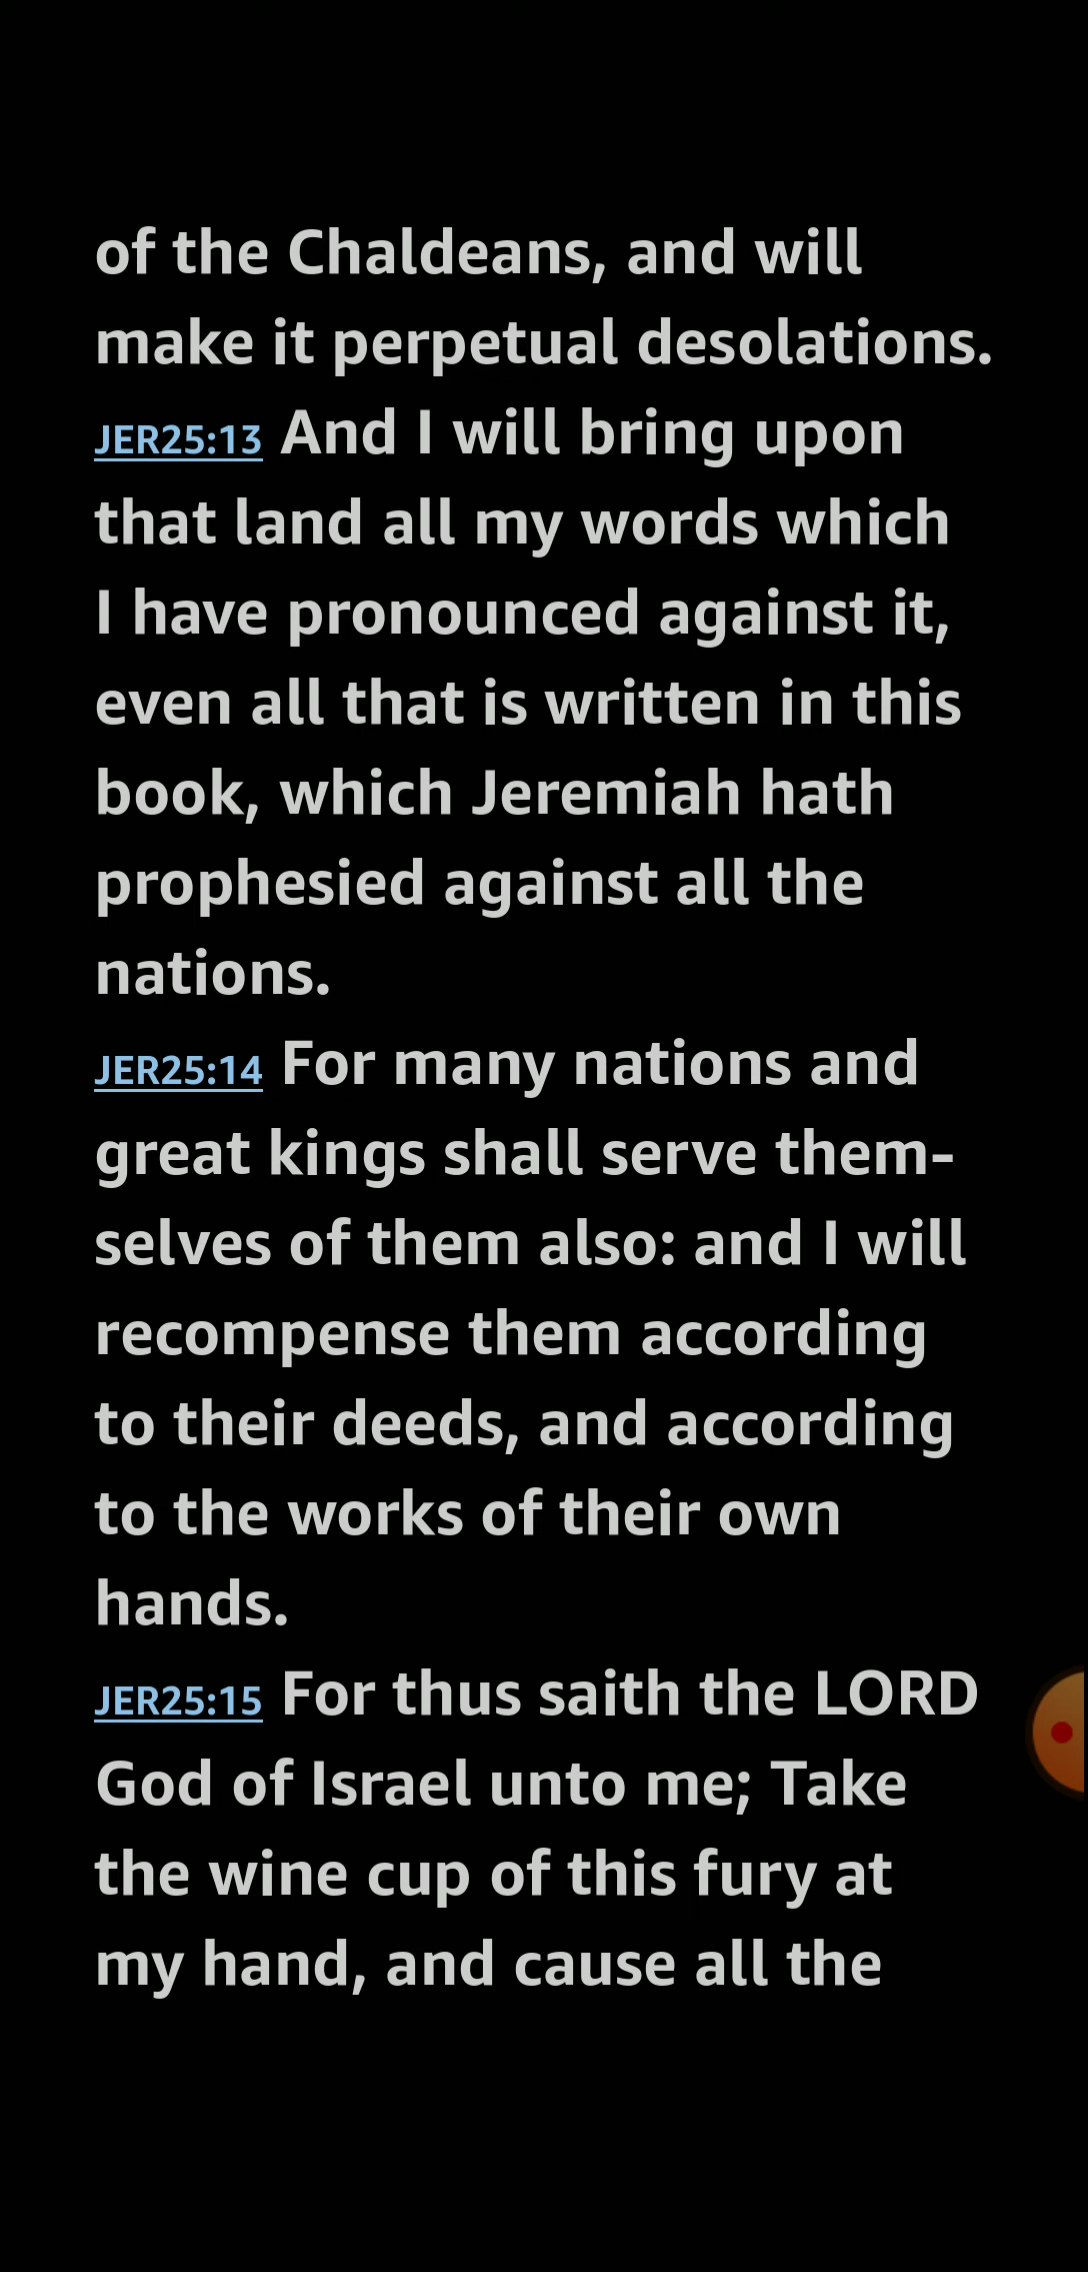 of the Chaldeans, and will
make it perpetual desolations.
JER25:13 And I will bring upon
that land all my words which
I have pronounced against it,
even all that is written in this
book, which Jeremiah hath
prophesied against all the
nations.
JER25:14 For many nations and
great kings shall serve them-
selves of them also: and I will
recompense them according
to their deeds, and according
to the works of their own
hands.
JER25:15 For thus saith the LORD
God of Israel unto me; Take
the wine cup of this fury at
my hand, and cause all the